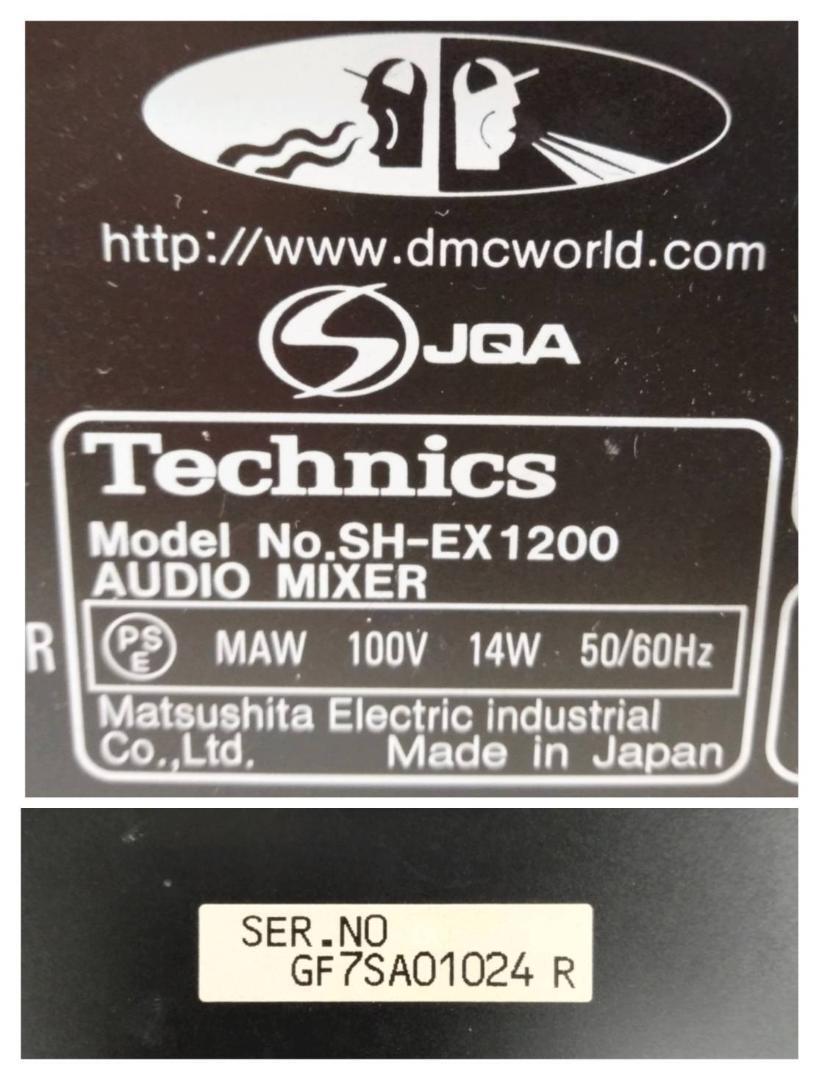 http://www.dmcworld.com
JQA
Technics
Model No.SH-EX1200
AUDIO MIXER
R
PS
E
MAW 100V 14W 50/60Hz
Matsushita Electric industrial
Co.,Ltd. Made in Japan
SER.NO
GF7SA01024 R